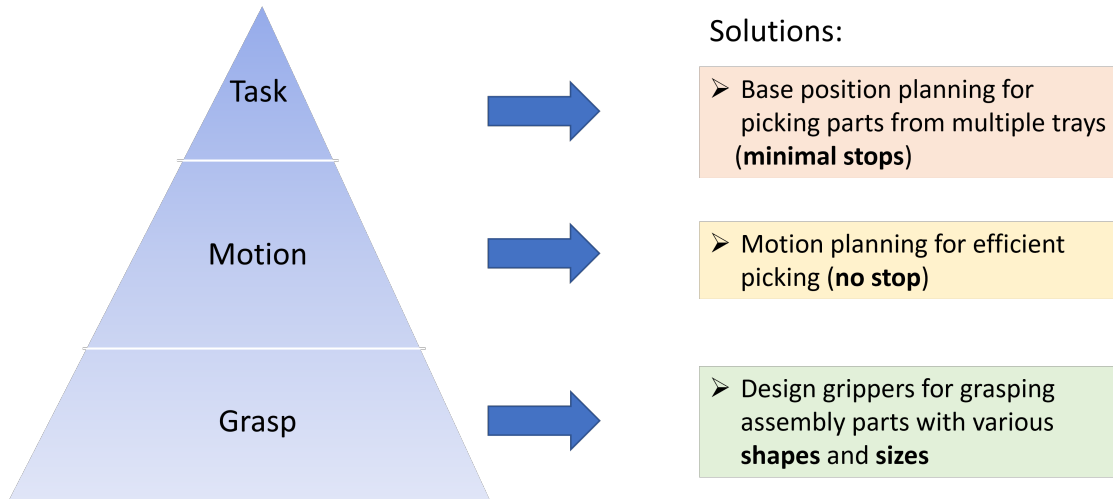 Solutions:
Task
➢ Base position planning for
picking parts from multiple trays
(minimal stops)
Motion
➢ Motion planning for efficient
picking (no stop)
Grasp
➢ Design grippers for grasping
assembly parts with various
shapes and sizes